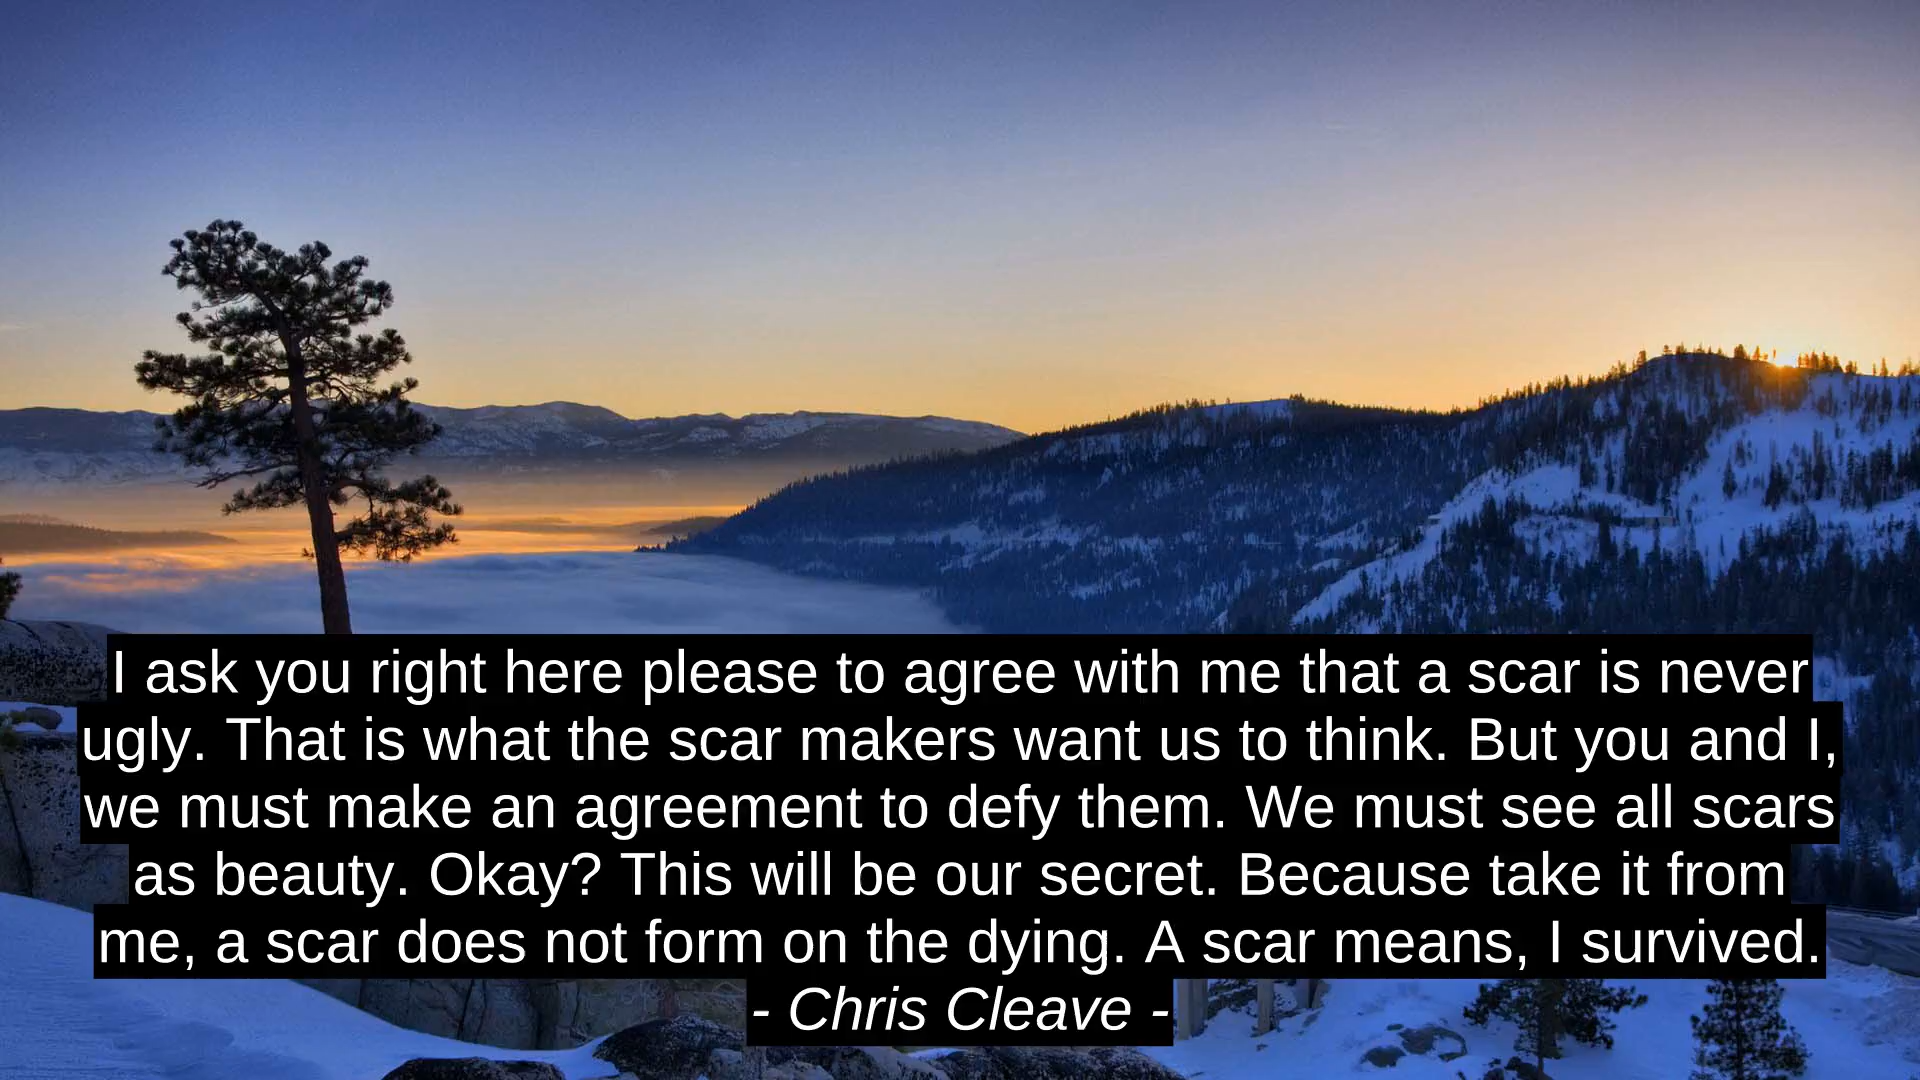 I ask you right here please to agree with me that a scar is never
ugly. That is what the scar makers want us to think. But you and I,
we must make an agreement to defy them. We must see all scars
as beauty. Okay? This will be our secret. Because take it from
me, a scar does not form on the dying. A scar means, I survived.
- Chris Cleave -